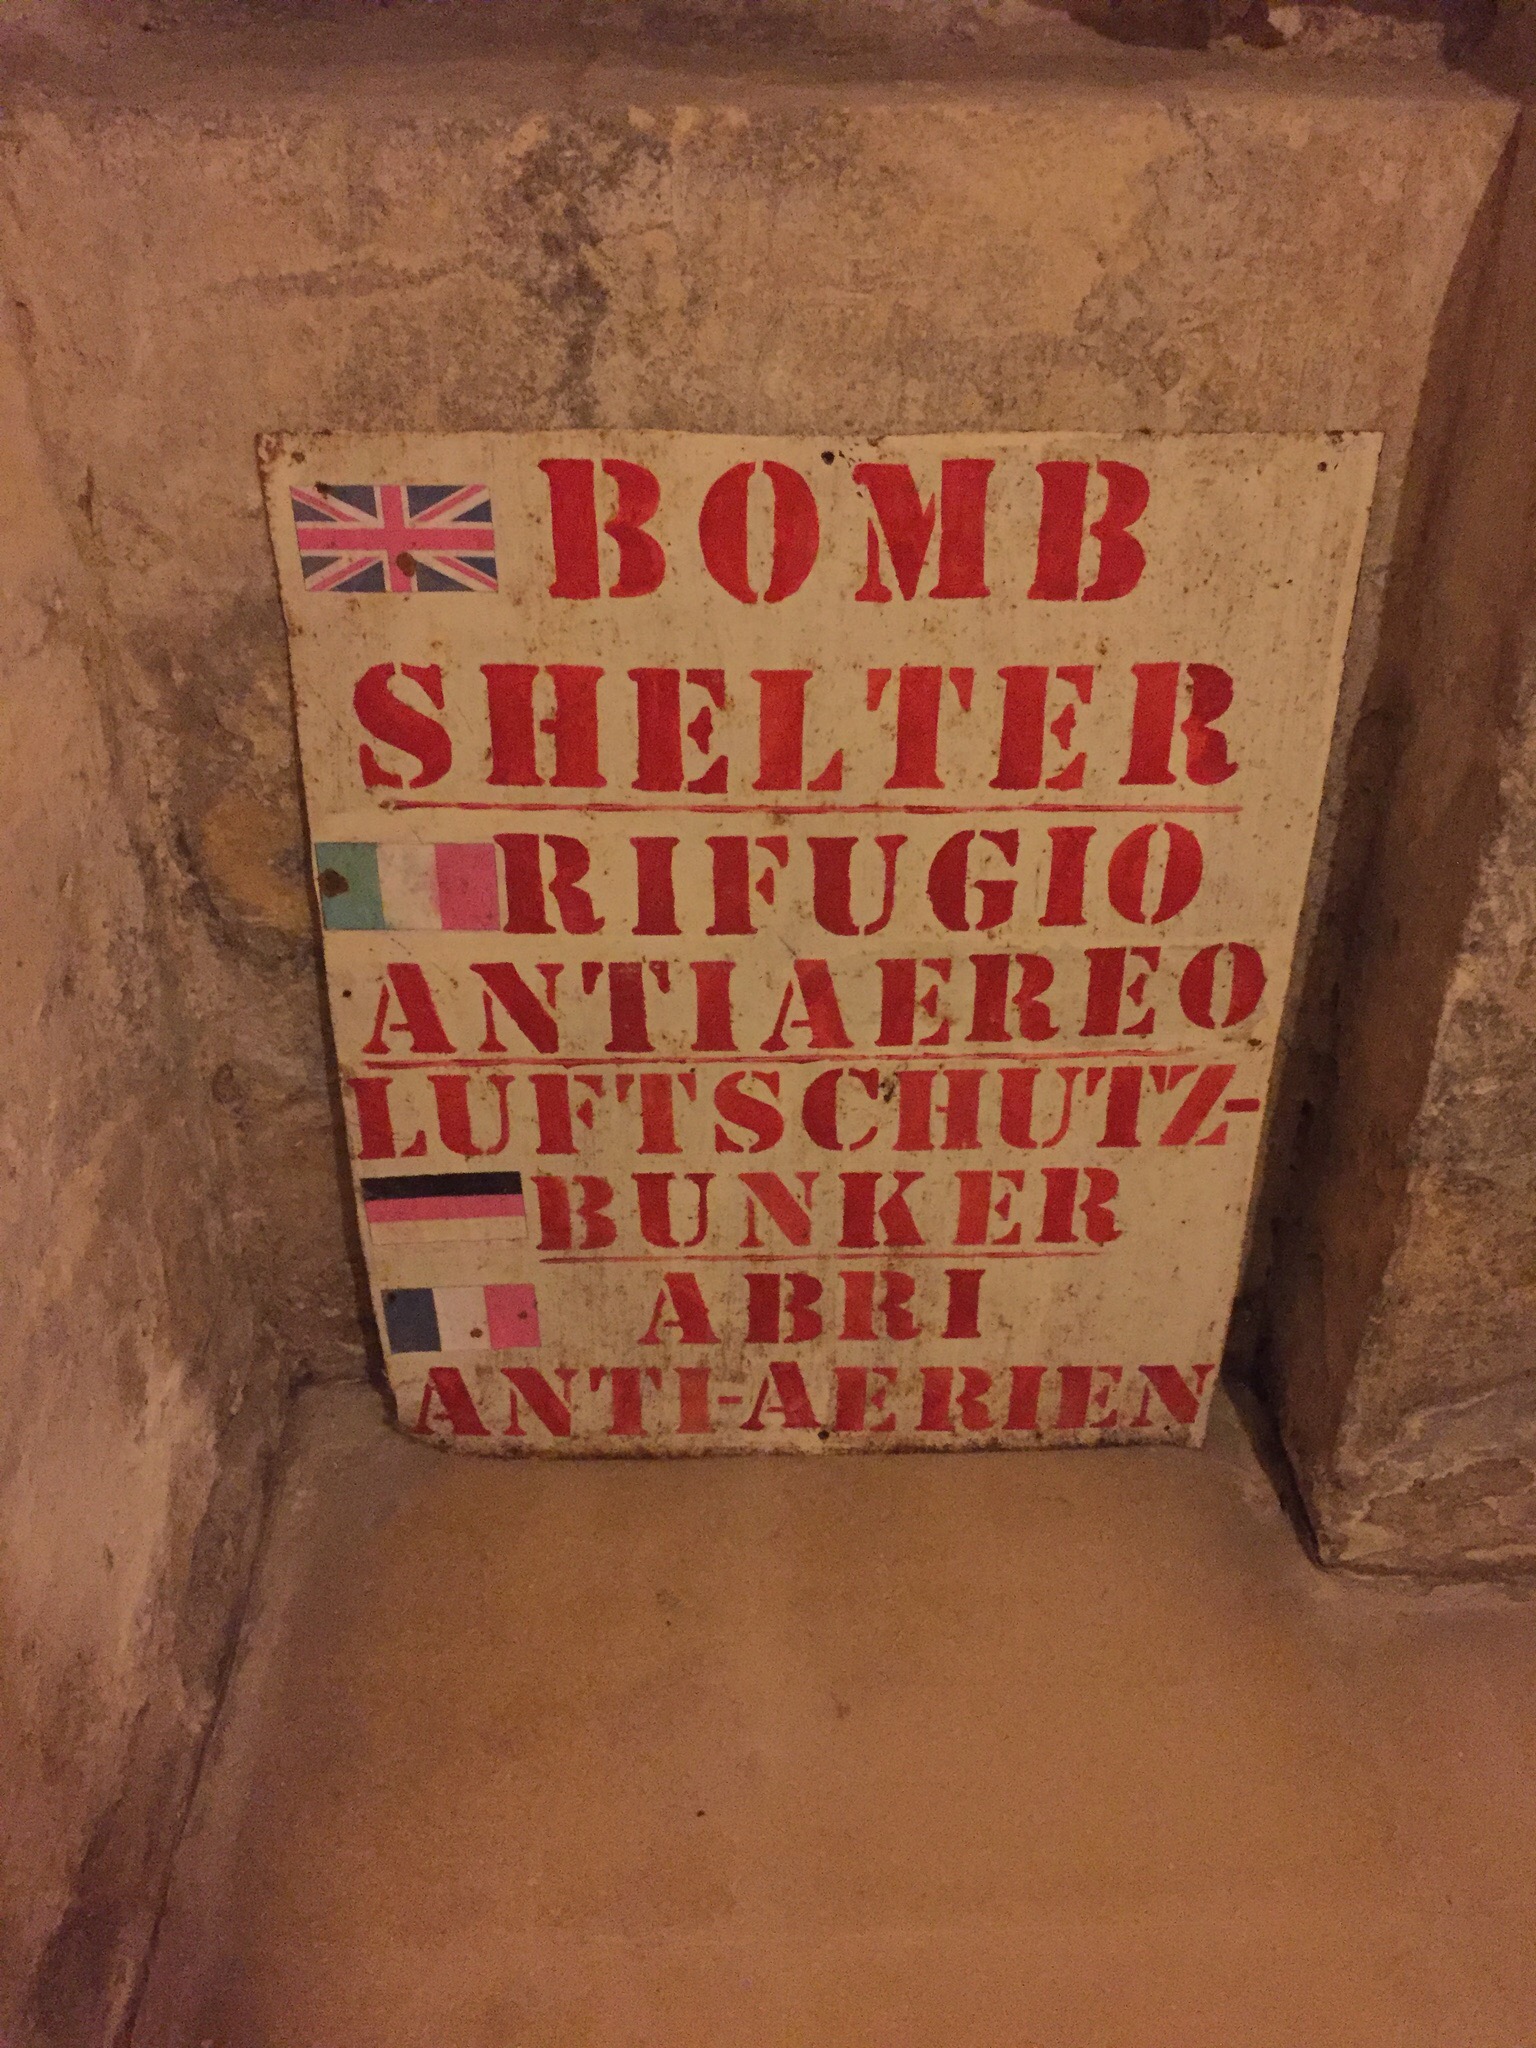 BOMB
SHELTER
RIFUGIO
ANTIAEREO
LUFTSCHUTZ-
BUNKER
ABRI
ANTI-AERIEN